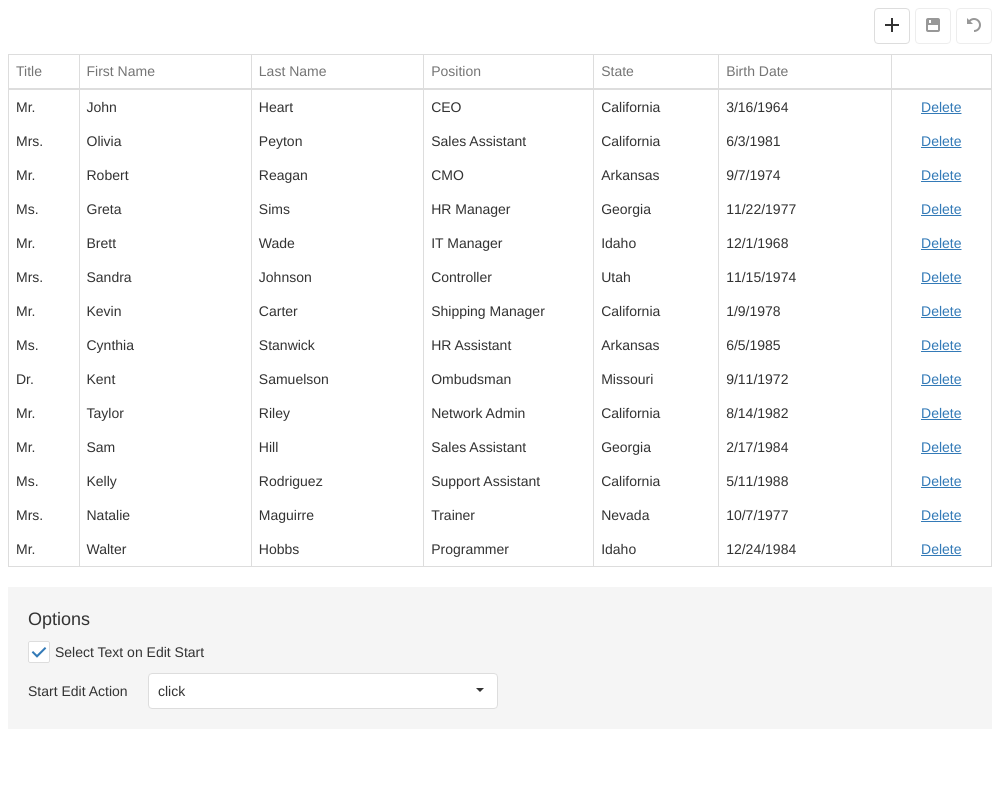 Title First Name Last Name Position State Birth Date
Mr. John Heart CEO California 3/16/1964 Delete
Mrs. Olivia Peyton Sales Assistant California 6/3/1981 Delete
Mr. Robert Reagan CMO Arkansas 9/7/1974 Delete
Ms. Greta Sims HR Manager Georgia 11/22/1977 Delete
Mr. Brett Wade IT Manager Idaho 12/1/1968 Delete
Mrs. Sandra Johnson Controller Utah 11/15/1974 Delete
Mr. Kevin Carter Shipping Manager California 1/9/1978 Delete
Ms. Cynthia Stanwick HR Assistant Arkansas 6/5/1985 Delete
Dr. Kent Samuelson Ombudsman Missouri 9/11/1972 Delete
Mr. Taylor Riley Network Admin California 8/14/1982 Delete
Mr. Sam Hill Sales Assistant Georgia 2/17/1984 Delete
Ms. Kelly Rodriguez Support Assistant California 5/11/1988 Delete
Mrs. Natalie Maguirre Trainer Nevada 10/7/1977 Delete
Mr. Walter Hobbs Programmer Idaho 12/24/1984 Delete
Options
Select Text on Edit Start
Start Edit Action click